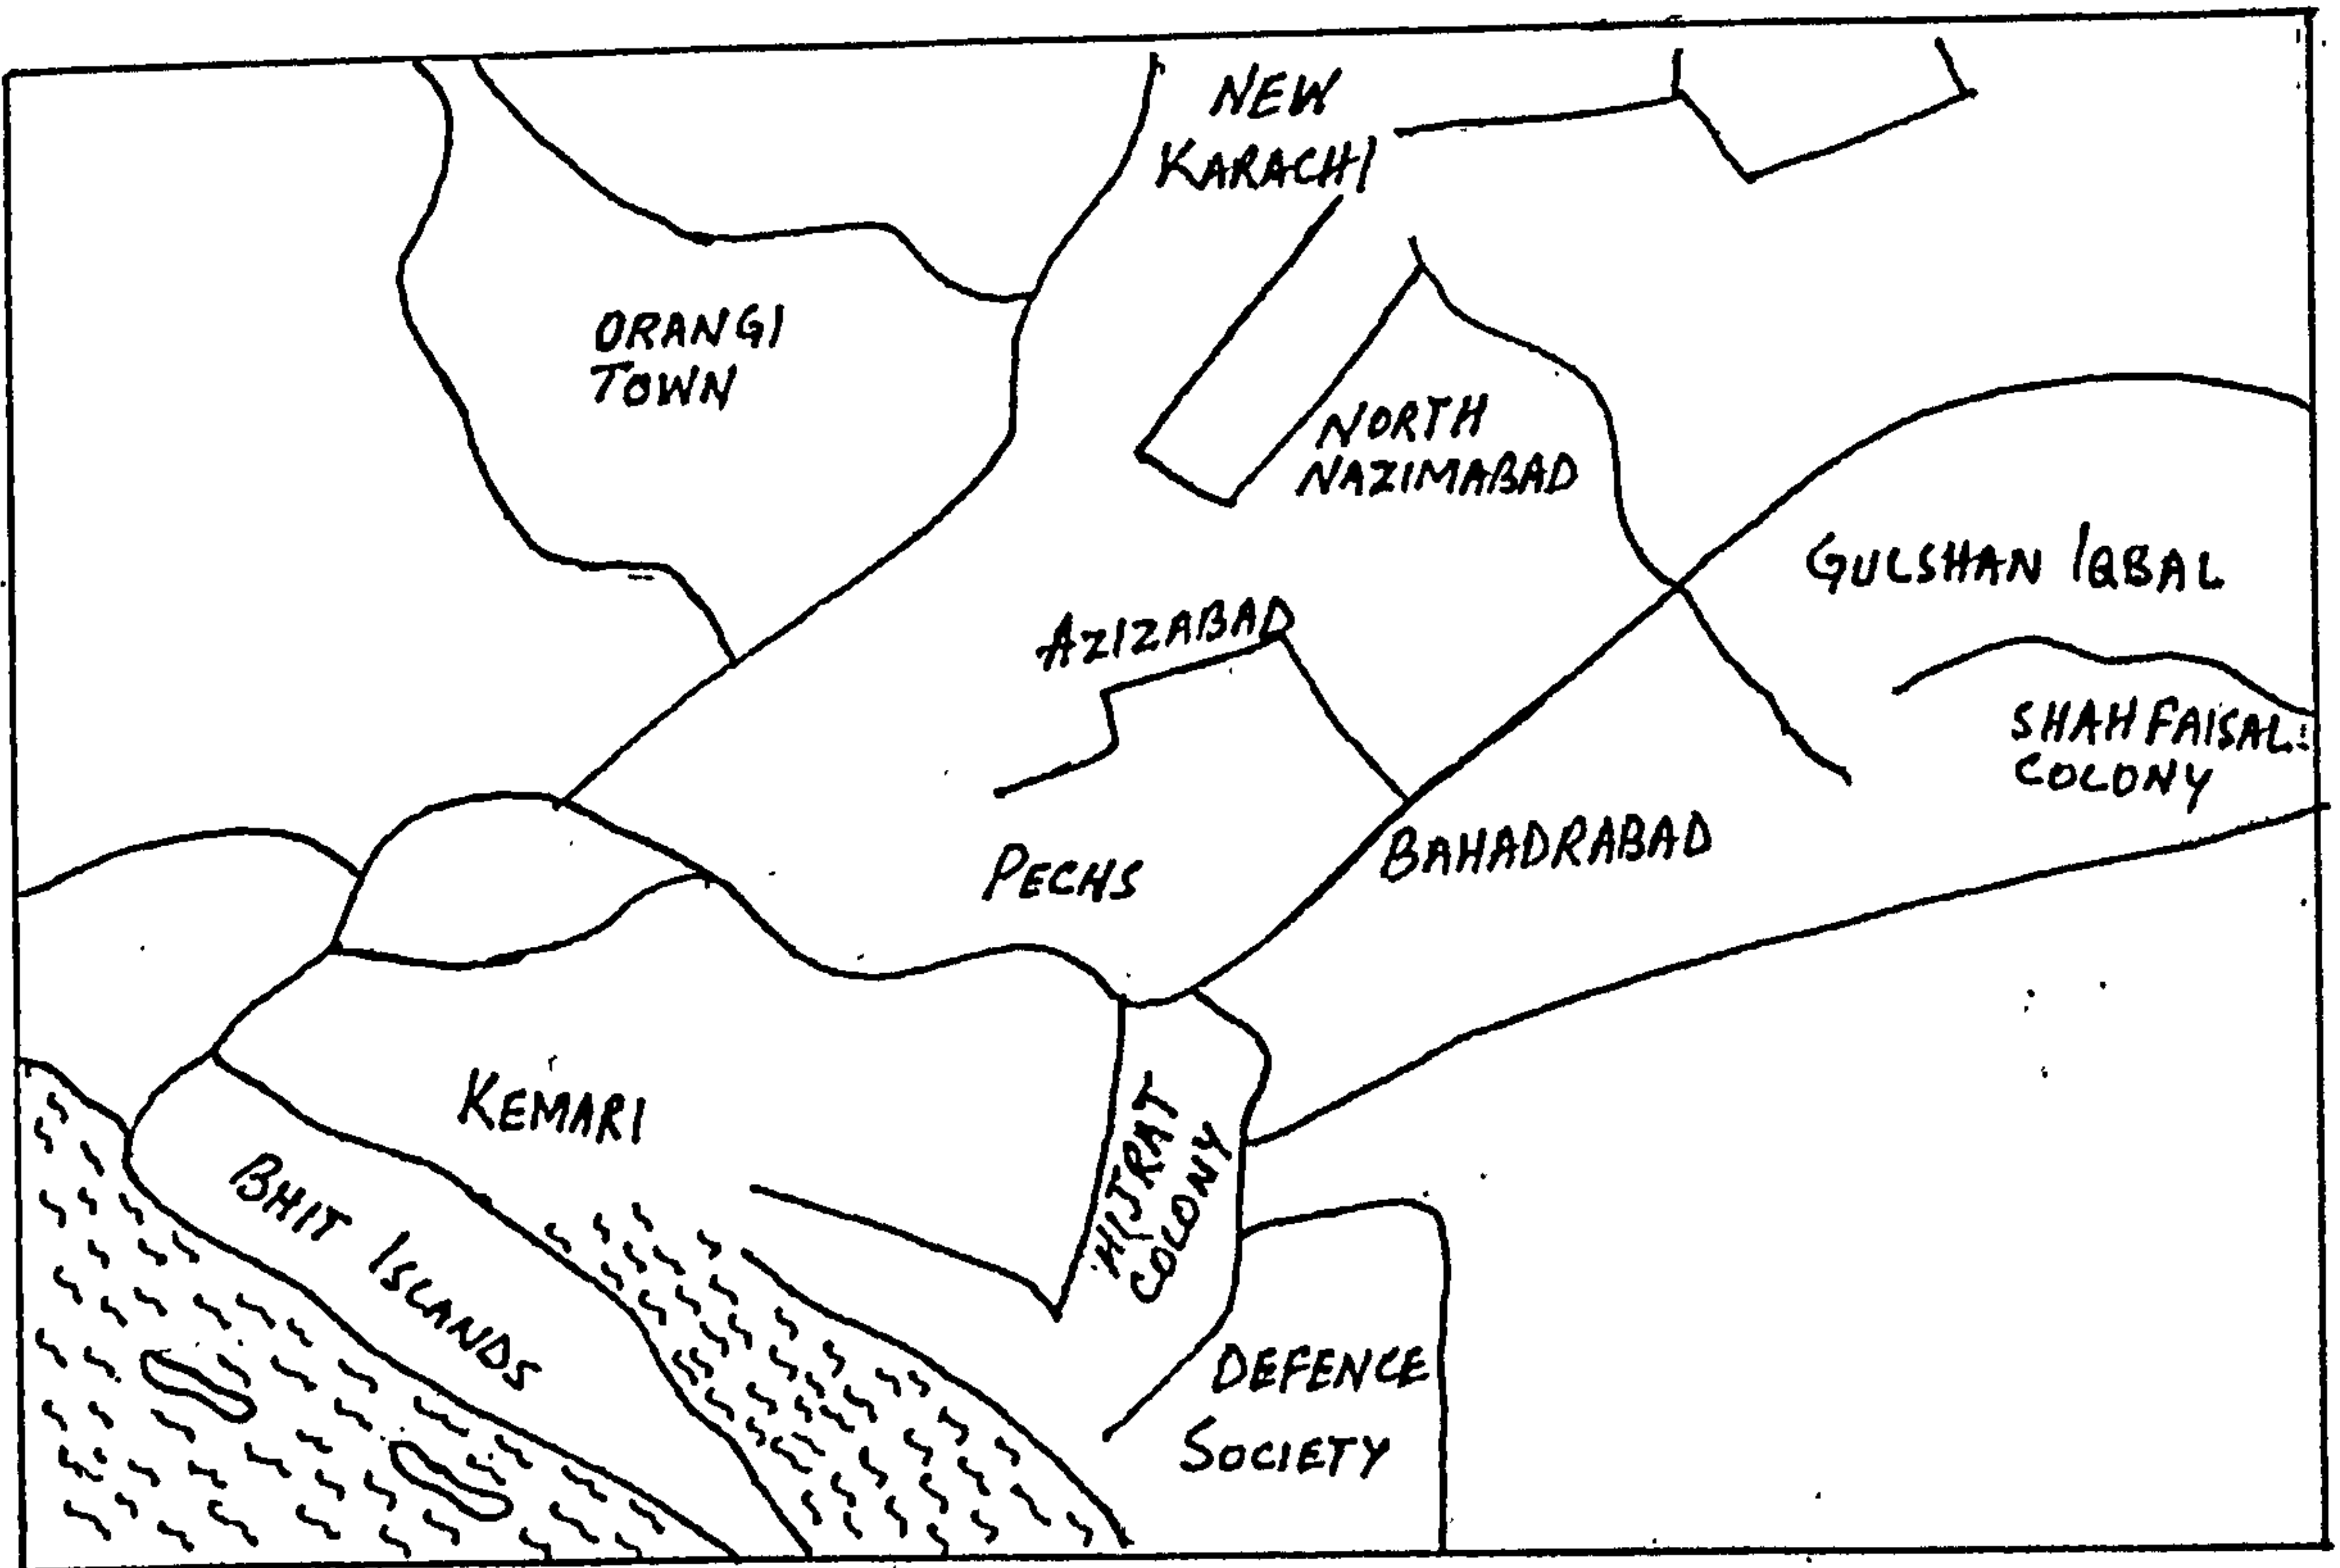 NEW
KARACHI
ORANGI
TOWN
NORTH
NAZIMABAD
GULSHAN IQBAL
AZIZABAD
SHAH FAISAL
COLONY
BAHADRABAD
PECHS
KEMARI
HIJRAT
COLONY
BHIT ISLANDS
DEFENCE
SOCIETY